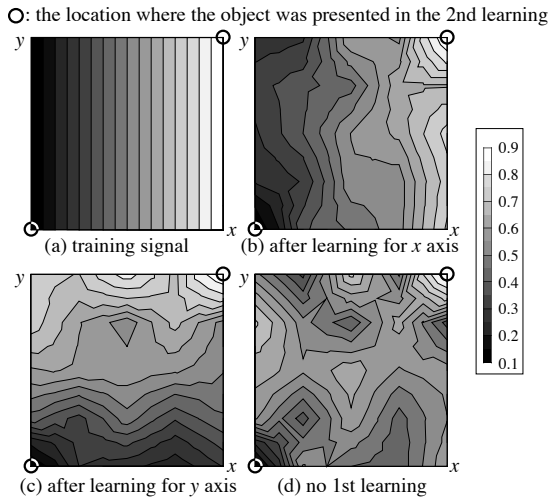 O: the location where the object was presented in the 2nd learning
y
x
(a) training signal
y
x
(b) after learning for x axis
0.9
0.8
0.7
0.6
0.5
0.4
0.3
0.2
0.1
y
x
(c) after learning for y axis
y
x
(d) no 1st learning